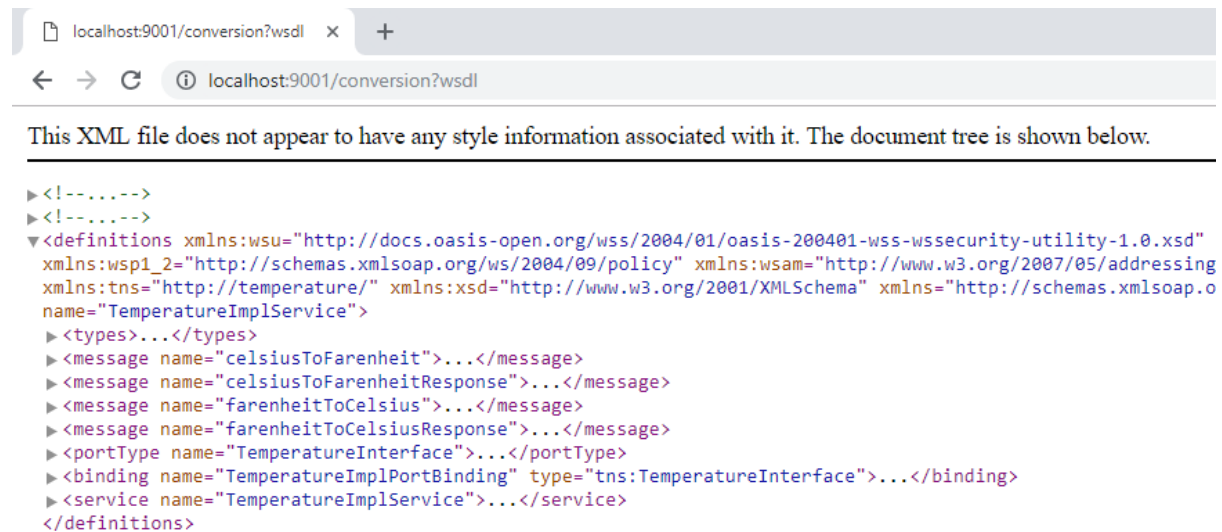 localhost:9001/conversion?wsdl
localhost:9001/conversion?wsdl
This XML file does not appear to have any style information associated with it. The document tree is shown below.
<!--...-->
<!--...-->
<definitions xmlns:wsu="http://docs.oasis-open.org/wss/2004/01/oasis-200401-wss-wssecurity-utility-1.0.xsd"
xmlns:wsp1_2="http://schemas.xmlsoap.org/ws/2004/09/policy" xmlns:wsam="http://www.w3.org/2007/05/addressing
xmlns:tns="http://temperature/" xmlns:xsd="http://www.w3.org/2001/XMLSchema" xmlns="http://schemas.xmlsoap.o
name="TemperatureImplService">
<types>...</types>
<message name="celsiusToFarenheit">...</message>
<message name="celsiusToFarenheitResponse">...</message>
<message name="farenheitToCelsius">...</message>
<message name="farenheitToCelsiusResponse">...</message>
<portType name="TemperatureInterface">...</portType>
<binding name="TemperatureImplPortBinding" type="tns:TemperatureInterface">...</binding>
<service name="TemperatureImplService">...</service>
</definitions>